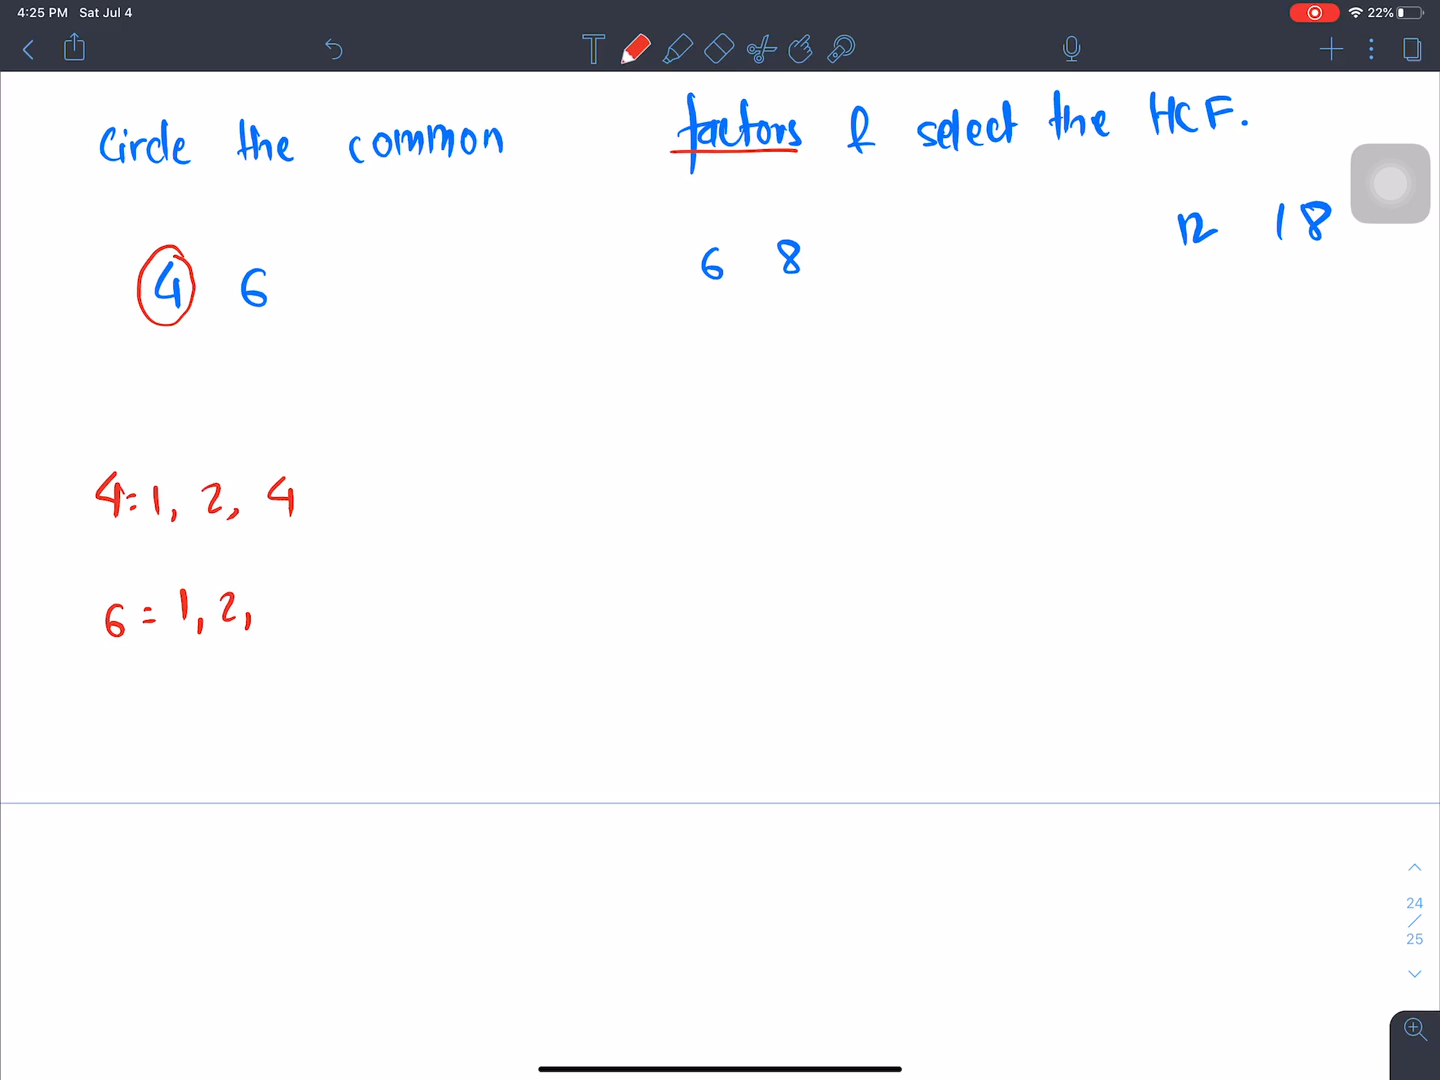 4:25 PM Sat Jul 4
22%
Circle the common factors & select the HCF.
4 6
6 8
12 18
4: 1, 2, 4
6 = 1, 2,
24
25